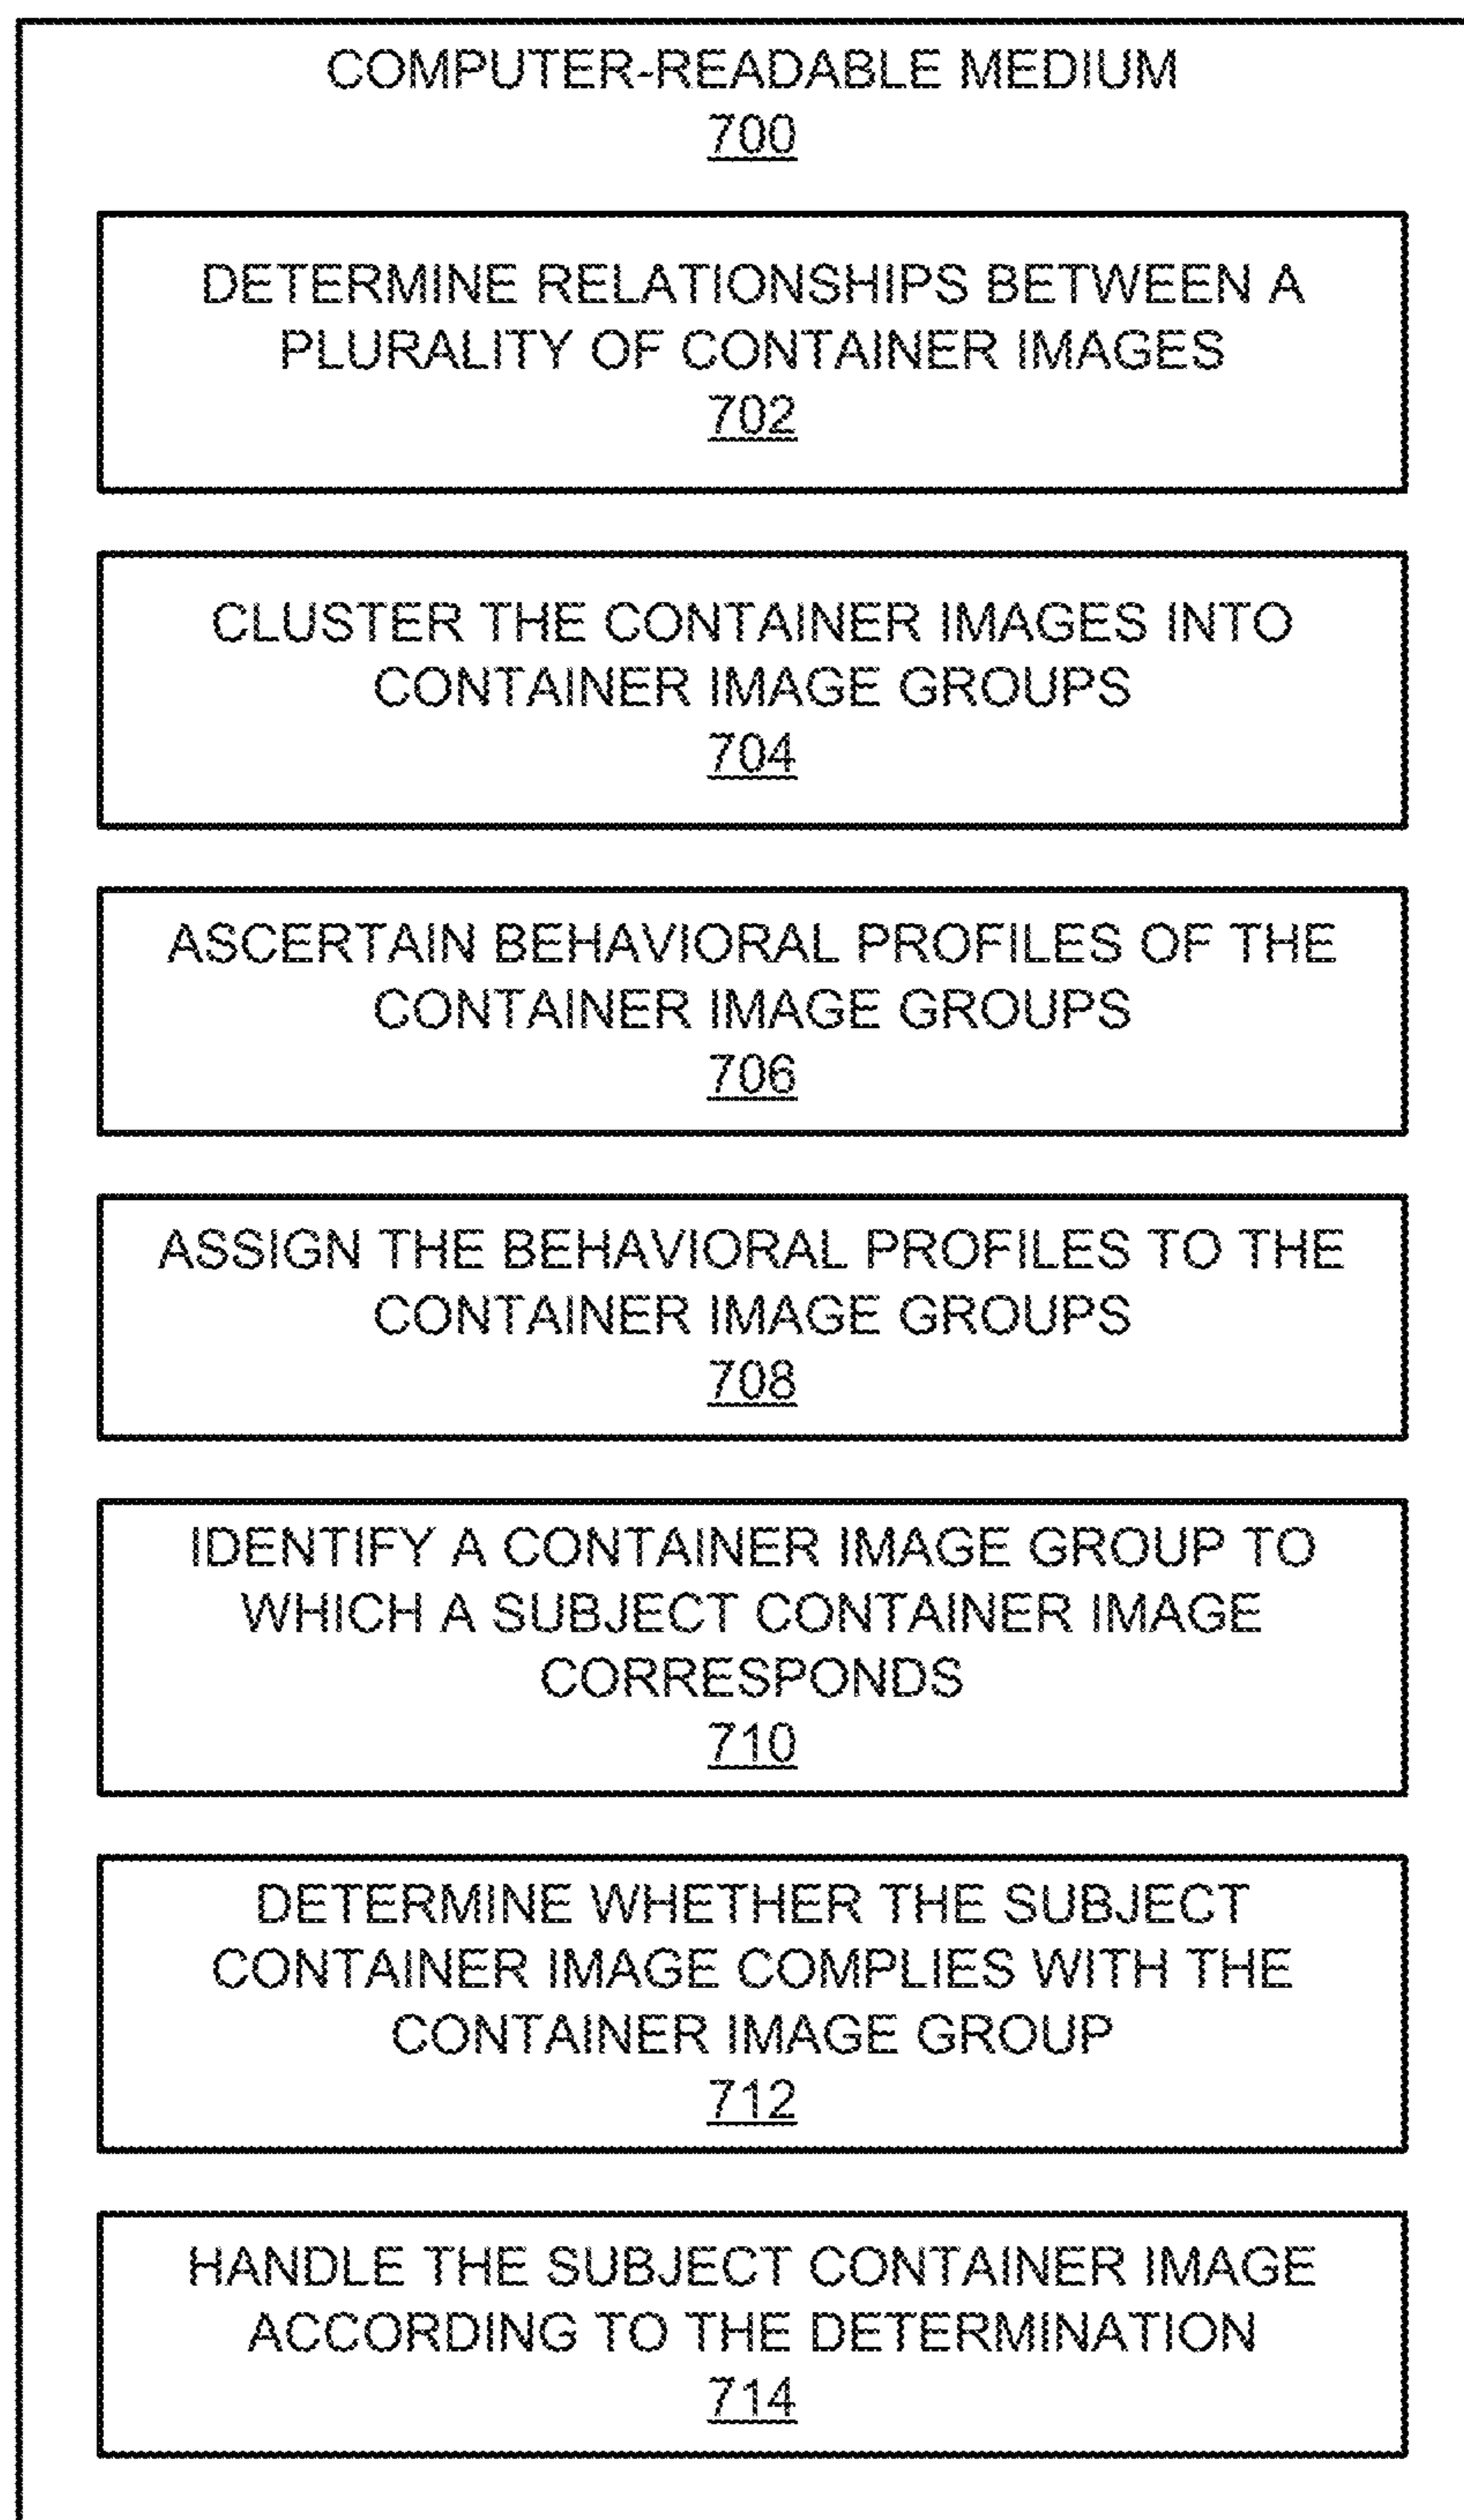 COMPUTER-READABLE MEDIUM
700
DETERMINE RELATIONSHIPS BETWEEN A
PLURALITY OF CONTAINER IMAGES
702
CLUSTER THE CONTAINER IMAGES INTO
CONTAINER IMAGE GROUPS
704
ASCERTAIN BEHAVIORAL PROFILES OF THE
CONTAINER IMAGE GROUPS
706
ASSIGN THE BEHAVIORAL PROFILES TO THE
CONTAINER IMAGE GROUPS
708
IDENTIFY A CONTAINER IMAGE GROUP TO
WHICH A SUBJECT CONTAINER IMAGE
CORRESPONDS
710
DETERMINE WHETHER THE SUBJECT
CONTAINER IMAGE COMPLIES WITH THE
CONTAINER IMAGE GROUP
712
HANDLE THE SUBJECT CONTAINER IMAGE
ACCORDING TO THE DETERMINATION
714